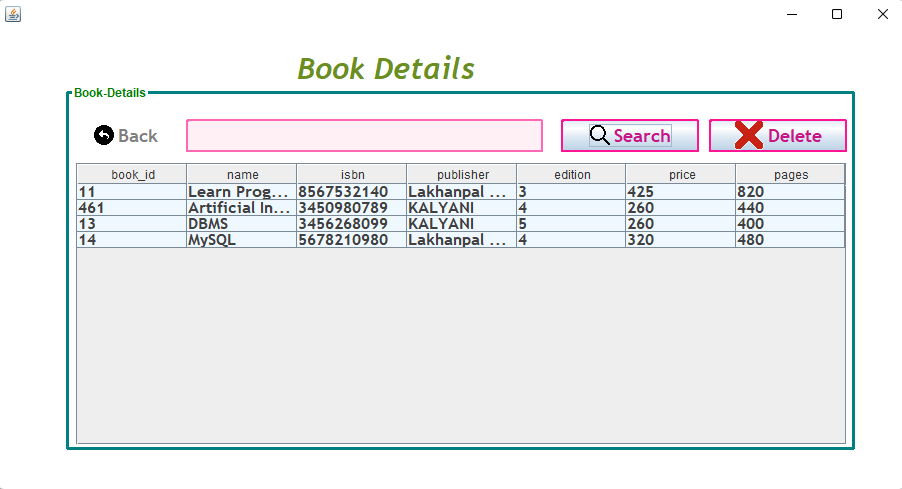 Book Details
Book-Details
Back Search Delete
book_id name isbn publisher edition price pages
11 Learn Prog... 8567532140 Lakhanpal ... 3 425 820
461 Artificial In... 3450980789 KALYANI 4 260 440
13 DBMS 3456268099 KALYANI 5 260 400
14 MySQL 5678210980 Lakhanpal ... 4 320 480